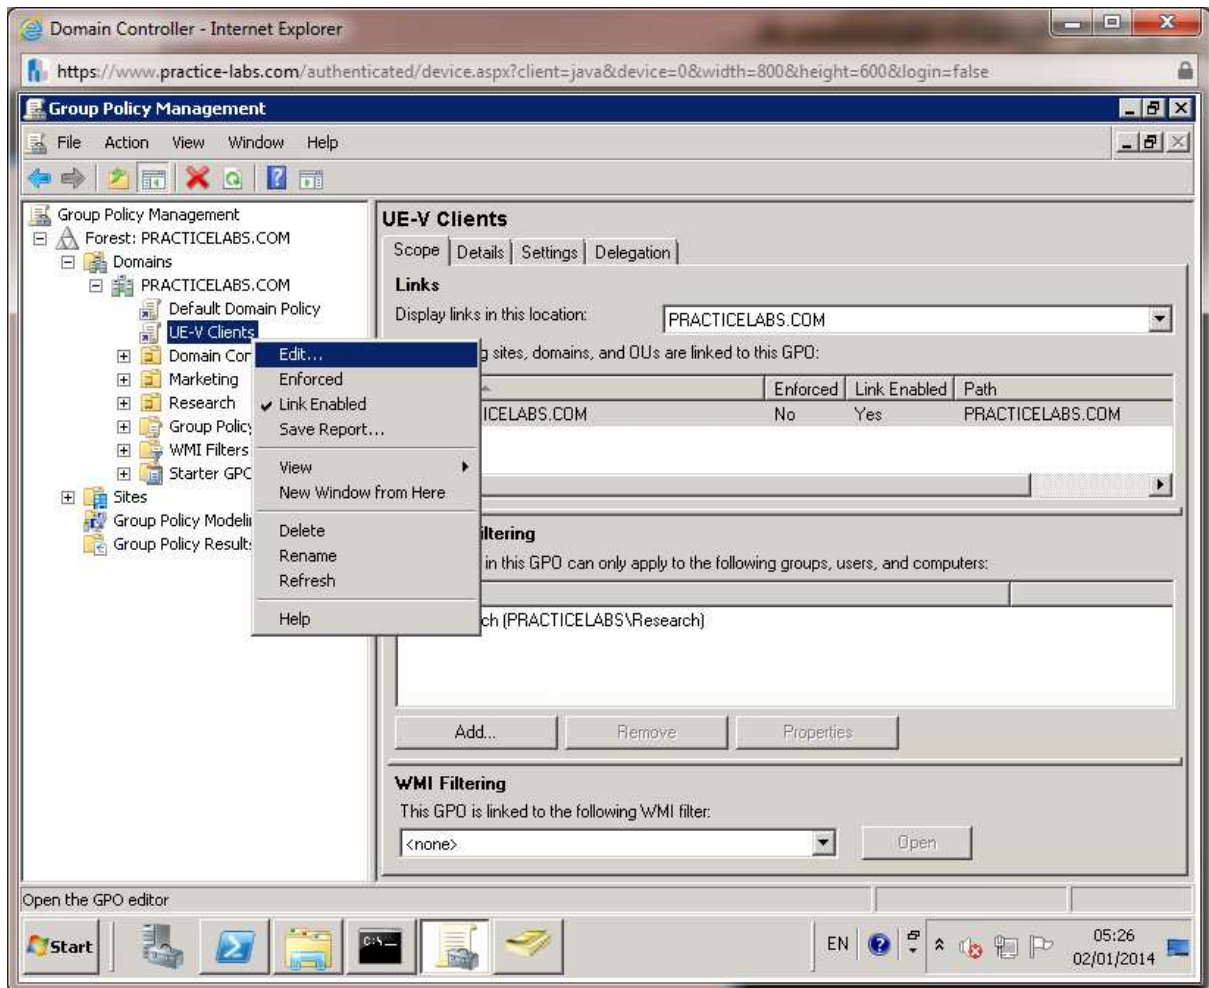 Domain Controller - Internet Explorer
https://www.practice-labs.com/authenticated/device.aspx?client=java&device=0&width=800&height=600&login=false
Group Policy Management
File Action View Window Help
Group Policy Management
Forest: PRACTICELABS.COM
Domains
PRACTICELABS.COM
Default Domain Policy
UE-V Clients
Domain Con
Marketing
Research
Group Policy
WMI Filters
Starter GPO
Sites
Group Policy Modeli
Group Policy Results
Edit...
Enforced
Link Enabled
Save Report...
View
New Window from Here
Delete
Rename
Refresh
Help
UE-V Clients
Scope Details Settings Delegation
Links
Display links in this location: PRACTICELABS.COM
g sites, domains, and OUs are linked to this GPO:
Enforced Link Enabled Path
ICELABS.COM No Yes PRACTICELABS.COM
iltering
in this GPO can only apply to the following groups, users, and computers:
ch (PRACTICELABS\Research)
Add... Remove Properties
WMI Filtering
This GPO is linked to the following WMI filter:
<none> Open
Open the GPO editor
Start C:\_ EN 05:26
02/01/2014